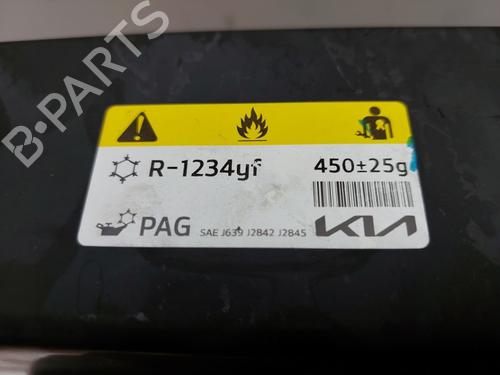 B-PARTS
R-1234yf 450±25g
PAG SAE J639 J2842 J2845 KIA